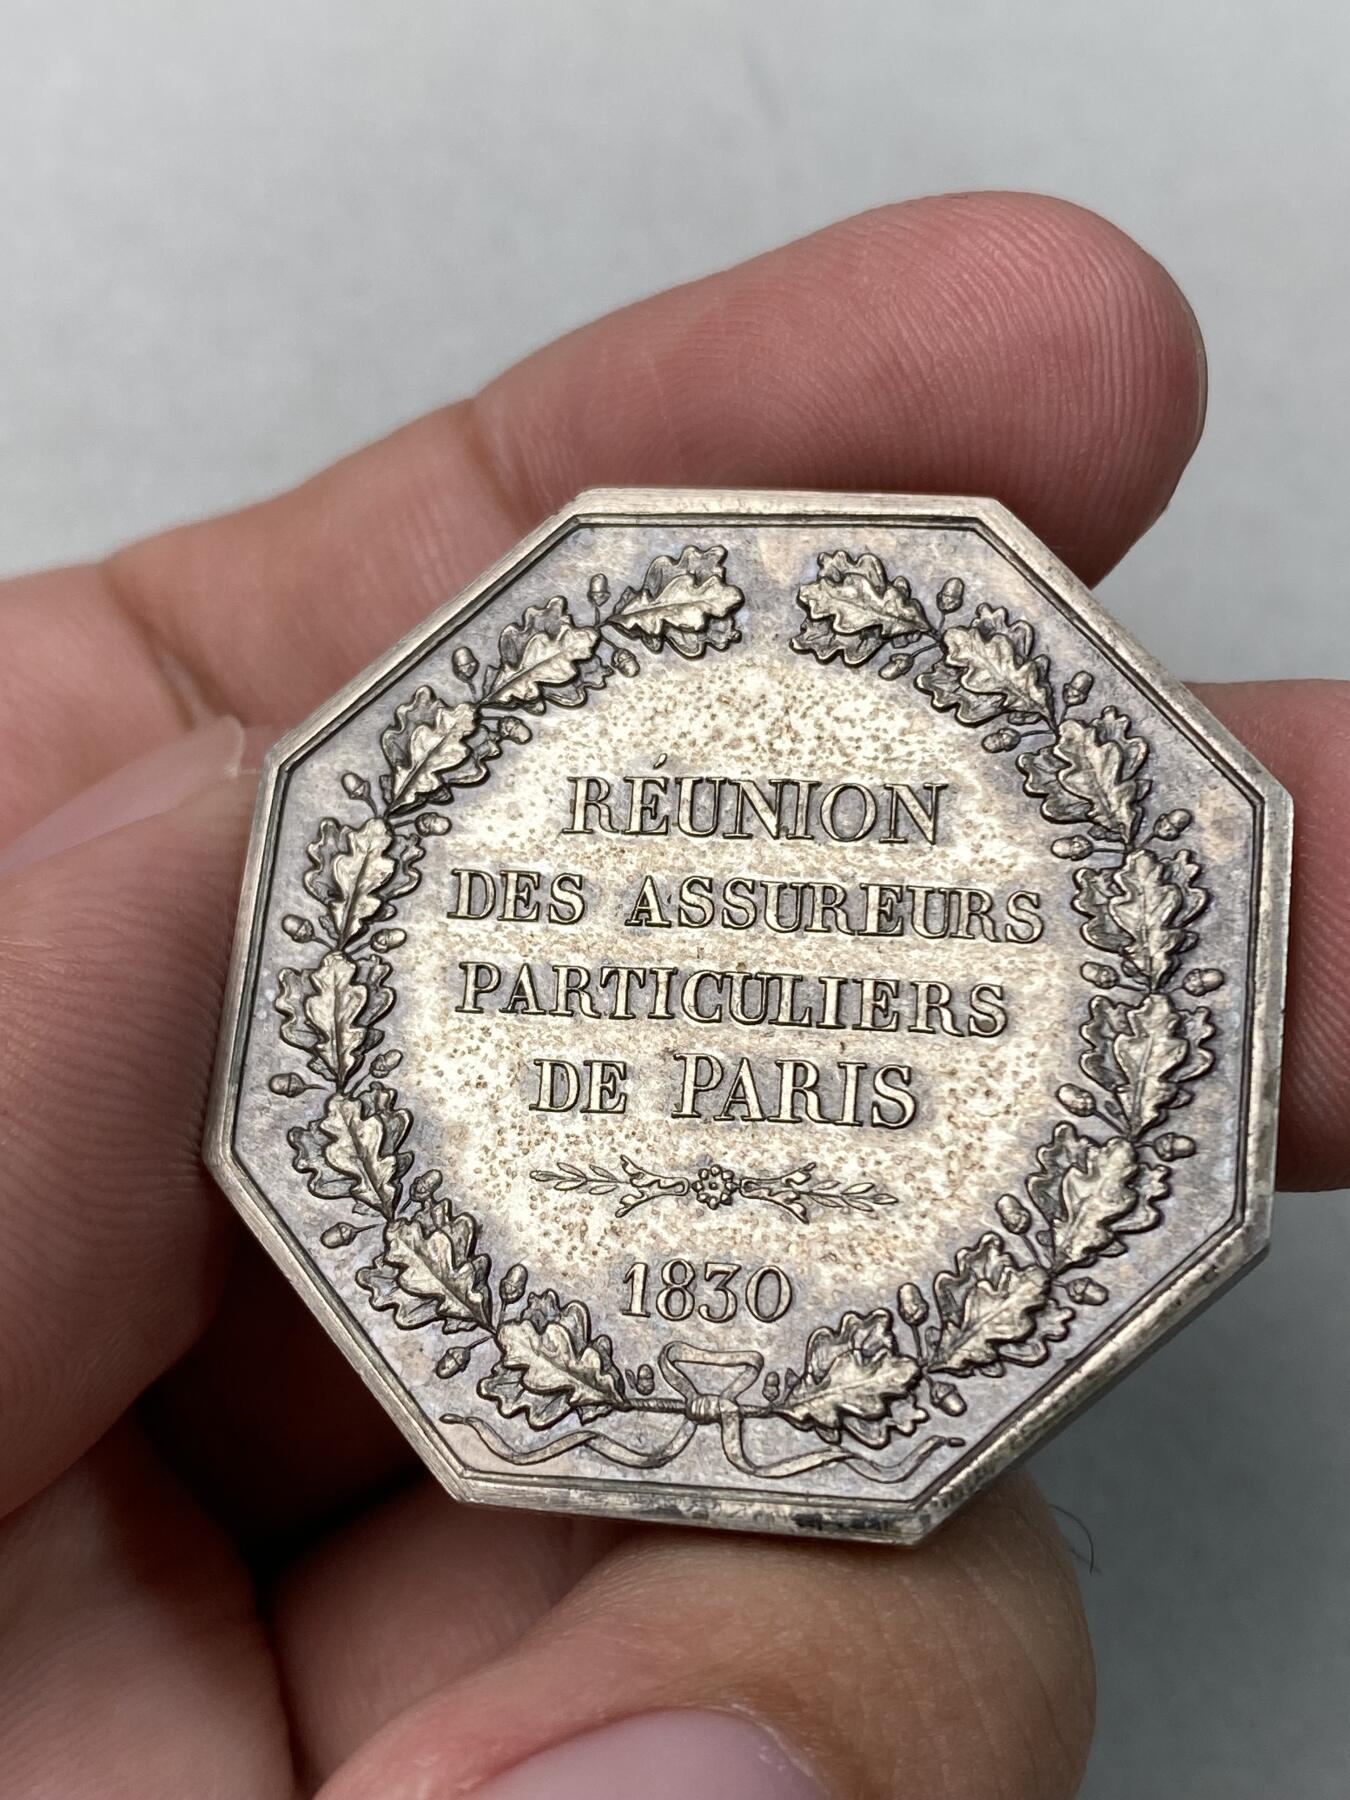 RÉUNION
DES ASSUREURS
PARTICULIERS
DE PARIS
1830